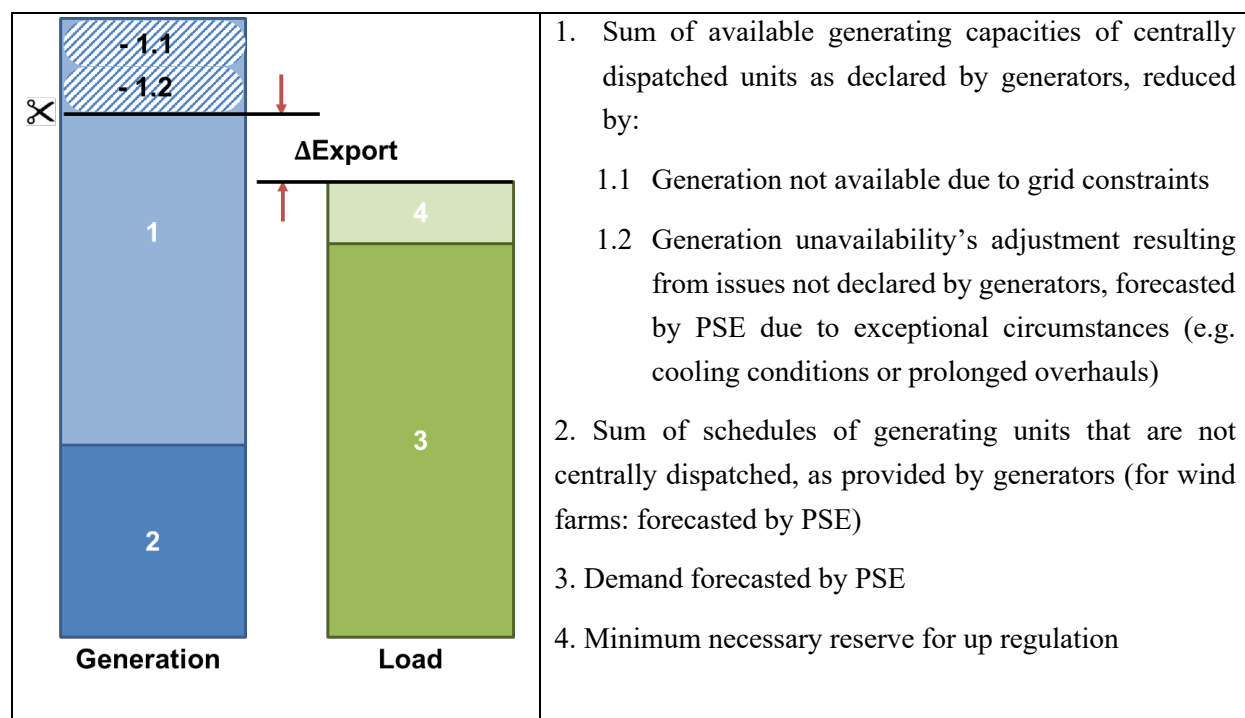 - 1.1
- 1.2
ΔExport
4
1
3
2
Generation
Load
1. Sum of available generating capacities of centrally
dispatched units as declared by generators, reduced
by:
1.1 Generation not available due to grid constraints
1.2 Generation unavailability’s adjustment resulting
from issues not declared by generators, forecasted
by PSE due to exceptional circumstances (e.g.
cooling conditions or prolonged overhauls)
2. Sum of schedules of generating units that are not
centrally dispatched, as provided by generators (for wind
farms: forecasted by PSE)
3. Demand forecasted by PSE
4. Minimum necessary reserve for up regulation